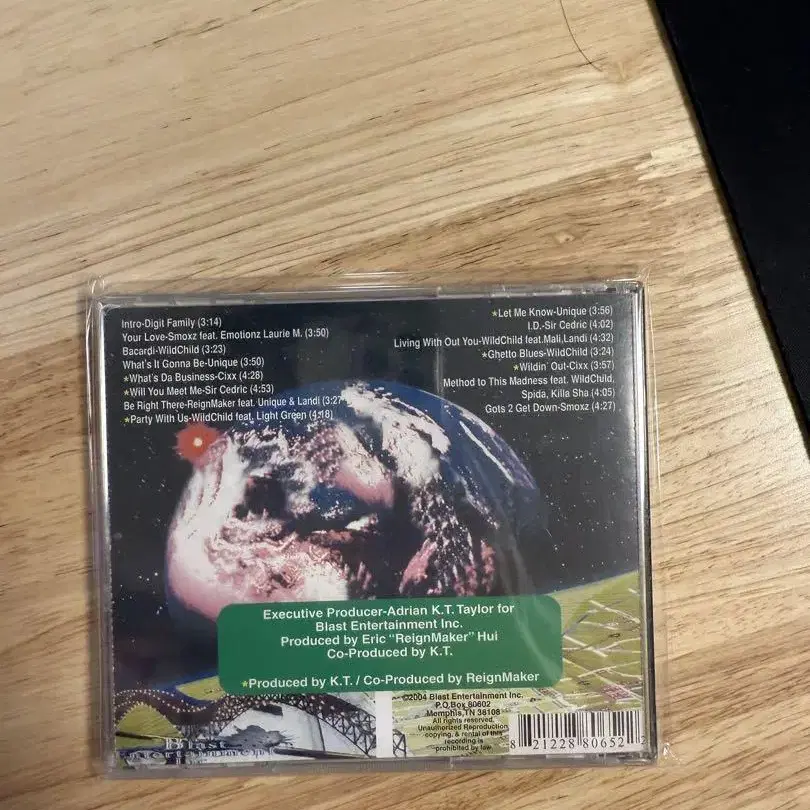 Intro-Digit Family (3:14)
Your Love-Smoxz feat. Emotionz Laurie M. (3:50)
Bacardi-WildChild (3:23)
What's It Gonna Be-Unique (3:50)
★What's Da Business-Cixx (4:28)
★Will You Meet Me-Sir Cedric (4:53)
Be Right There-ReignMaker feat. Unique & Landi (3:27
★Party With Us-WildChild feat. Light Green (4:18)
★Let Me Know-Unique (3:56)
I.D.-Sir Cedric (4:02)
Living With Out You-WildChild feat.Mali,Landi (4:32)
★Ghetto Blues-WildChild (3:24)
★Wildin' Out-Cixx (3:57)
Method to This Madness feat. WildChild,
Spida, Killa Sha (4:05)
Gots 2 Get Down-Smoxz (4:27)
Executive Producer-Adrian K.T. Taylor for
Blast Entertainment Inc.
Produced by Eric "ReignMaker" Hui
Co-Produced by K.T.
★Produced by K.T. / Co-Produced by ReignMaker
©2004 Blast Entertainment Inc.
P.O.Box 80602
Memphis,TN 38108
All rights reserved.
Unauthorized Reproduction
copying, & rental of this
recording is
prohibited by law
Blast
Entertainment
Inc
8 21228 80652